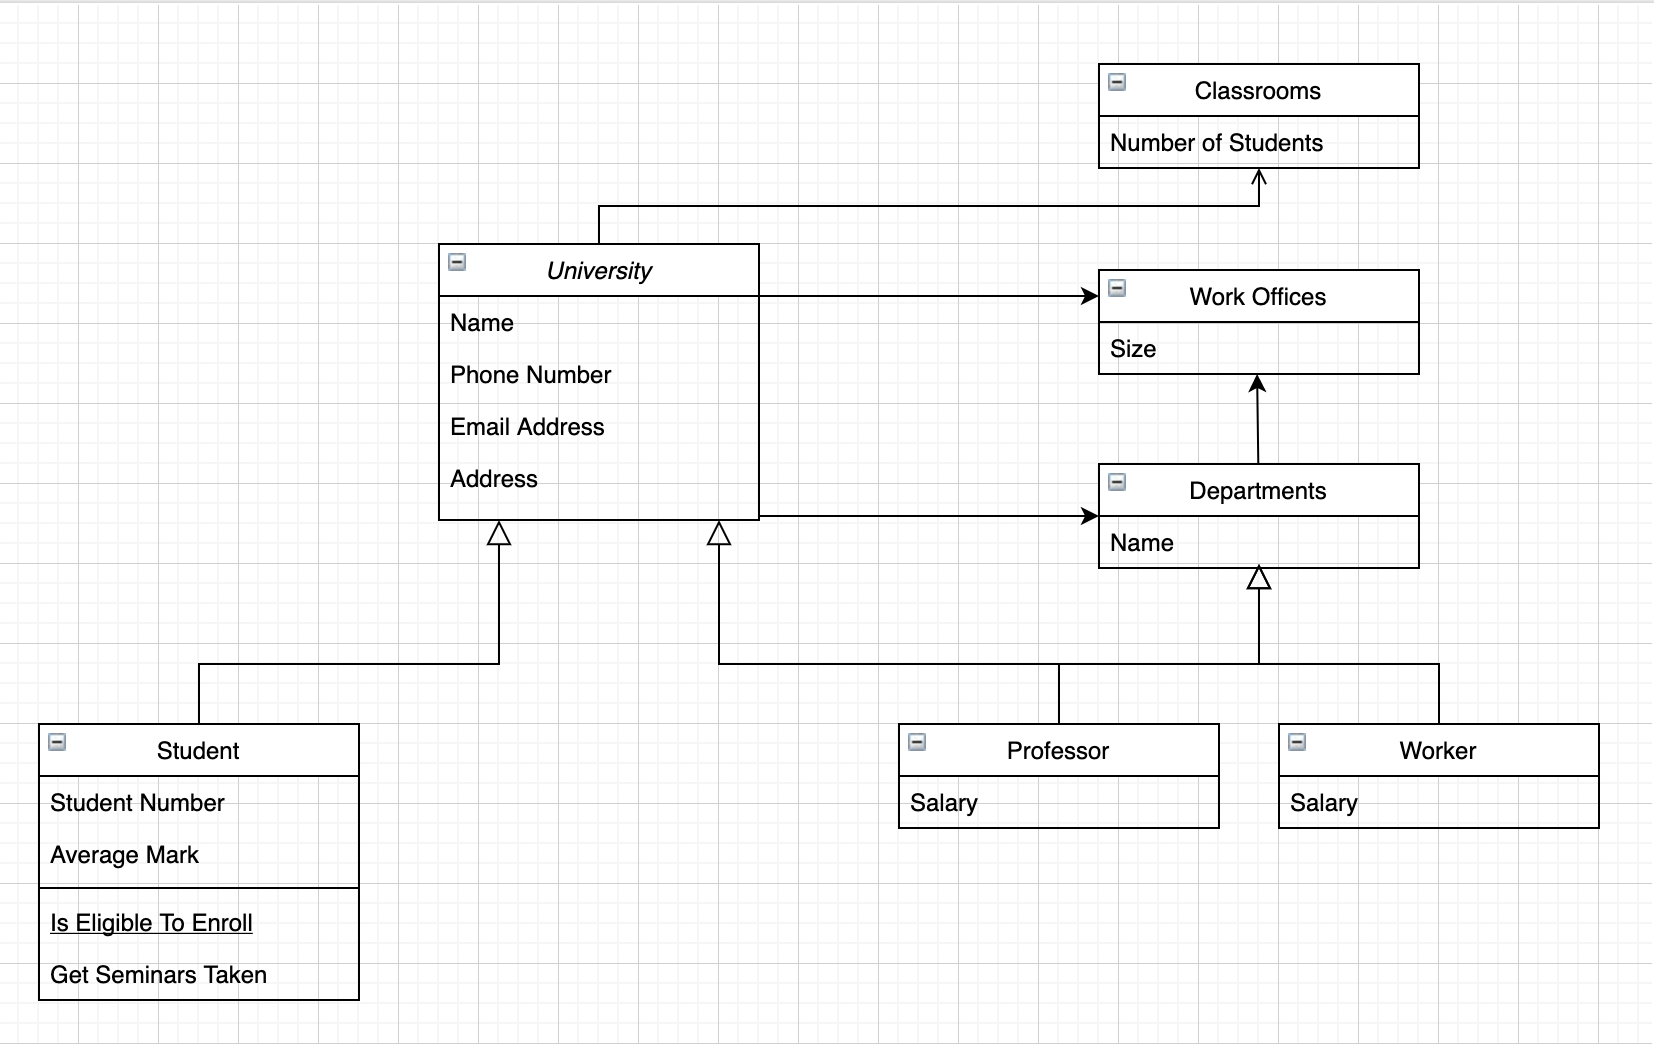 Classrooms
Number of Students
University
Name
Phone Number
Email Address
Address
Work Offices
Size
Departments
Name
Student
Student Number
Average Mark
Is Eligible To Enroll
Get Seminars Taken
Professor
Salary
Worker
Salary